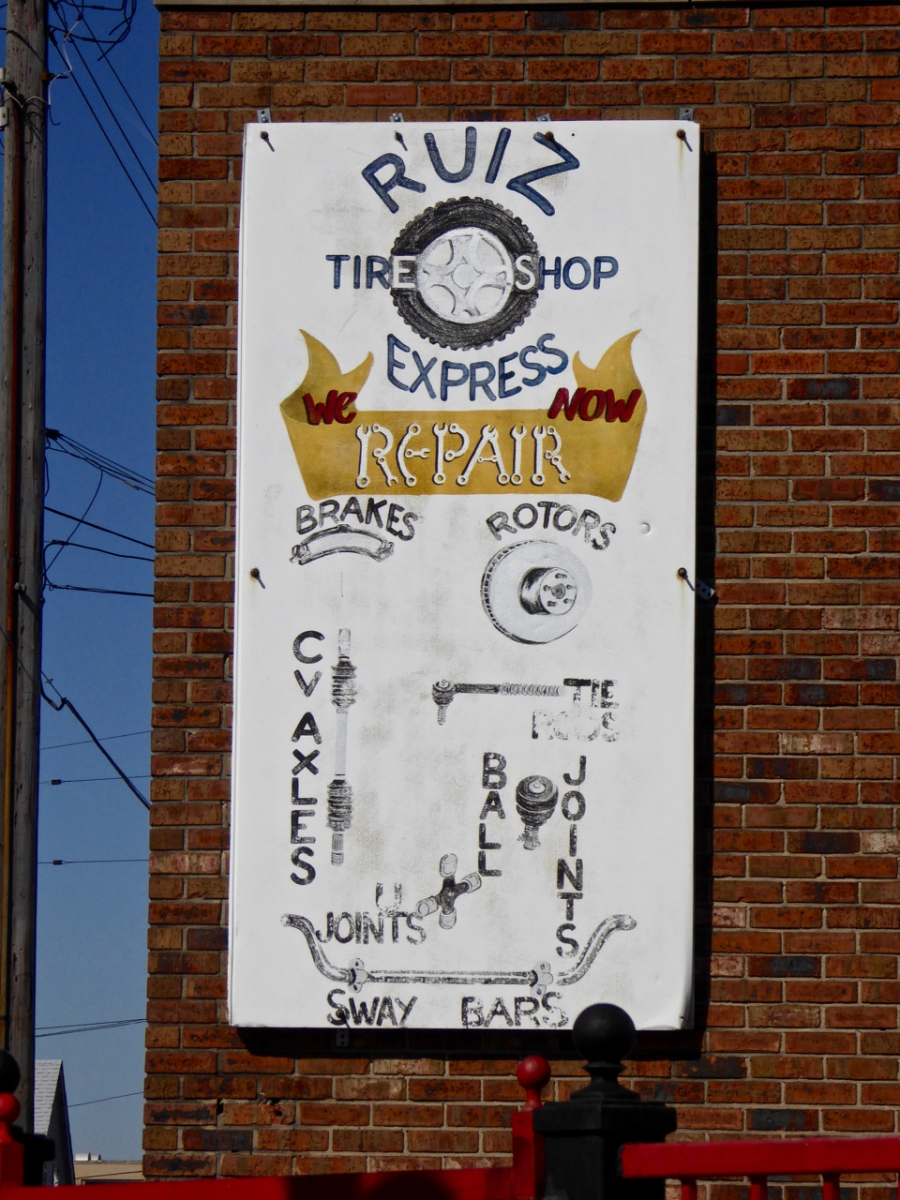 RUIZ
TIRE SHOP
EXPRESS
WE NOW
REPAIR
BRAKES ROTORS
CV AXLES
TIE
RODS
BALL JOINTS
U
JOINTS
SWAY BARS